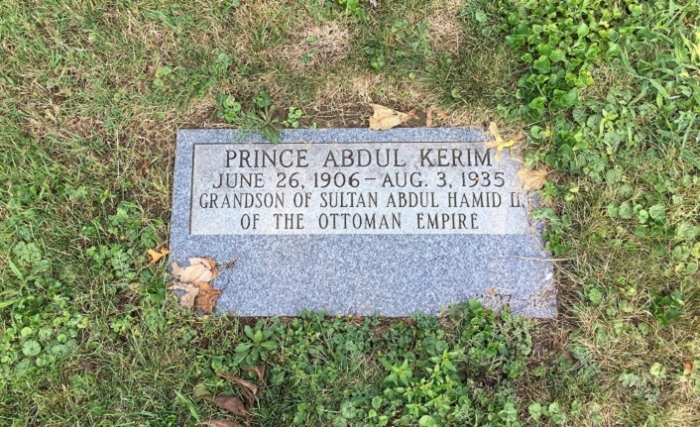 PRINCE ABDUL KERIM
JUNE 26, 1906 – AUG. 3, 1935
GRANDSON OF SULTAN ABDUL HAMID II,
OF THE OTTOMAN EMPIRE